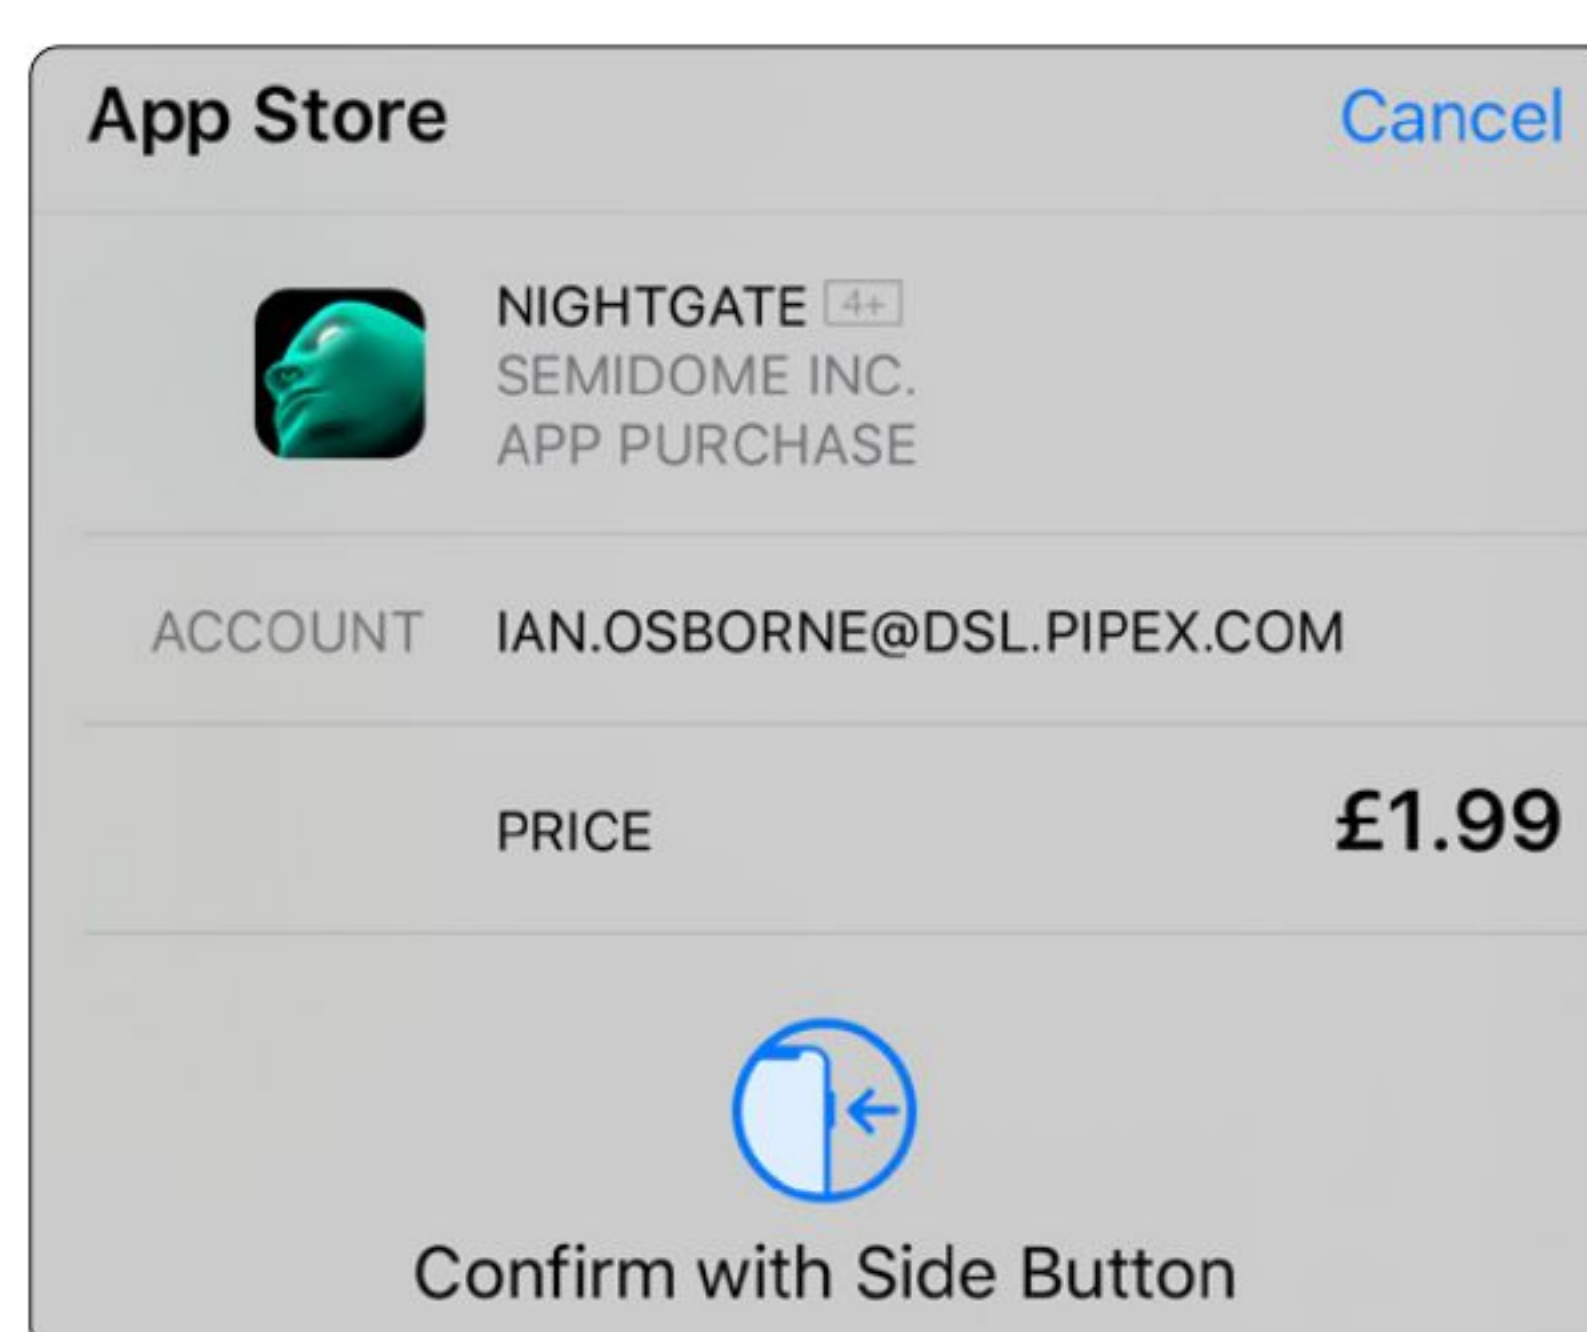 App Store Cancel
NIGHTGATE 4+
SEMIDOME INC.
APP PURCHASE
ACCOUNT IAN.OSBORNE@DSL.PIPEX.COM
PRICE £1.99
Confirm with Side Button